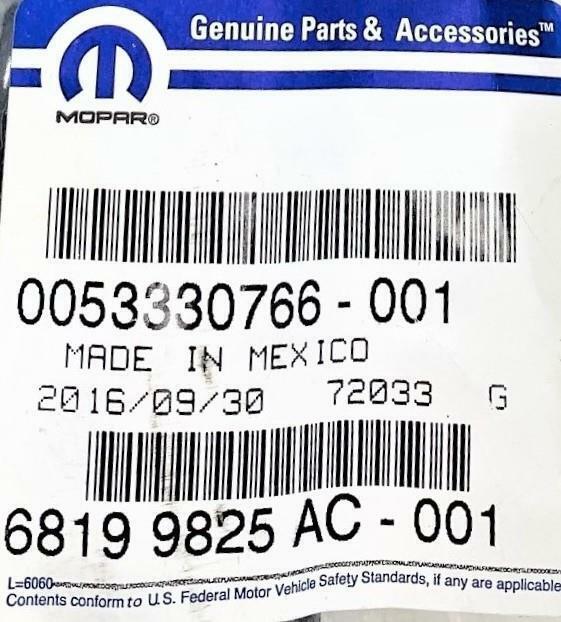 Genuine Parts & Accessories™
MOPAR®
0053330766 - 001
MADE IN MEXICO
2016/09/30 72033 G
6819 9825 AC - 001
L=6060
Contents conform to U.S. Federal Motor Vehicle Safety Standards, if any are applicable